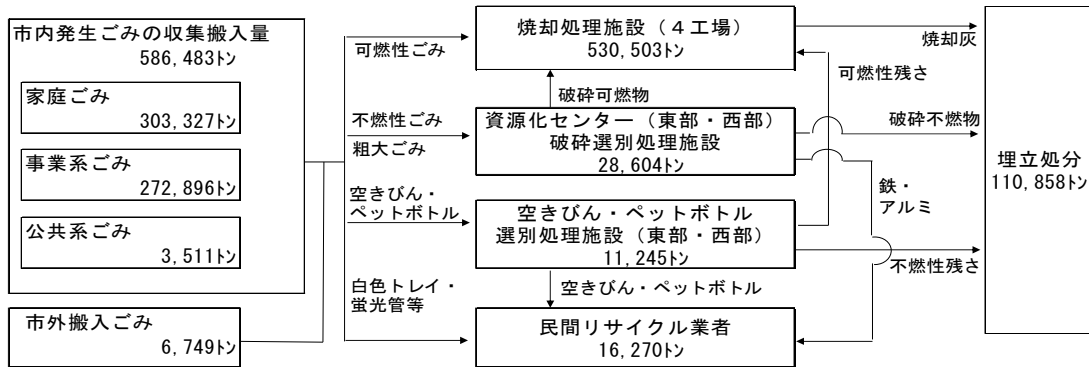 市内発生ごみの収集搬入量
586,483㌧
家庭ごみ
303,327㌧
事業系ごみ
272,896㌧
公共系ごみ
3,511㌧
市外搬入ごみ
6,749㌧
可燃性ごみ
不燃性ごみ
粗大ごみ
空きびん・
ペットボトル
白色トレイ・
蛍光管等
焼却処理施設(4工場)
530,503㌧
破砕可燃物
資源化センター(東部・西部)
破砕選別処理施設
28,604㌧
空きびん・ペットボトル
選別処理施設(東部・西部)
11,245㌧
空きびん・ペットボトル
民間リサイクル業者
16,270㌧
焼却灰
可燃性残さ
破砕不燃物
鉄・
アルミ
不燃性残さ
埋立処分
110,858㌧